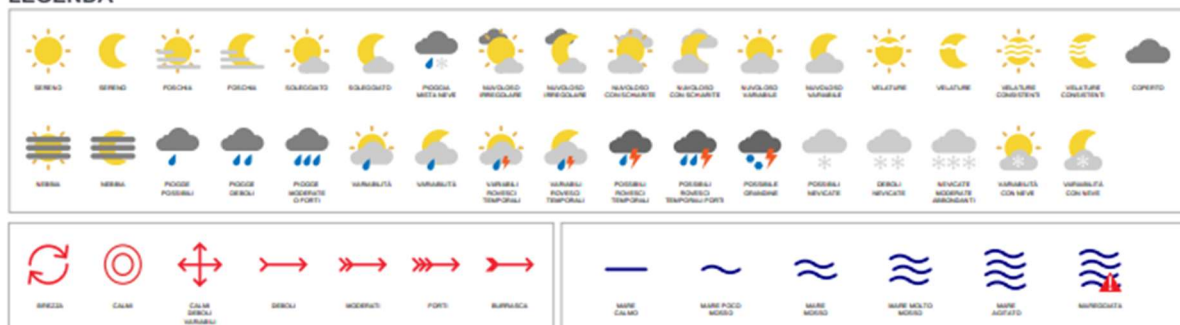 LEGENDA
SERENO SERENO FOSCHIA FOSCHIA SOLEGGIATO SOLEGGIATO PIOGGIA NUVOLOSO NUVOLOSO NUVOLOSO NUVOLOSO NUVOLOSO NUVOLOSO VELATURE VELATURE VELATURE VELATURE COPERTO
MISTA NEVE IRREGOLARE IRREGOLARE CON SCHIARITE CON SCHIARITE VARIABILE VARIABILE CONSISTENTI CONSISTENTI
NEBBIA NEBBIA PIOGGE PIOGGE PIOGGE VARIABILITÀ VARIABILITÀ VARIABILI VARIABILI POSSIBILI POSSIBILI POSSIBILE POSSIBILI DEBOLI NEVICATE VARIABILITÀ VARIABILITÀ
POSSIBILI DEBOLI MODERATE ROVESCI ROVESCI ROVESCI ROVESCI GRANDINE NEVICATE NEVICATE MODERATE CON NEVE CON NEVE
O FORTI TEMPORALI TEMPORALI TEMPORALI TEMPORALI FORTI ABBONDANTI
BREZZA CALMI CALMI DEBOLI MODERATI FORTI BURRASCA MARE MARE POCO MARE MARE MOLTO MARE MAREGGIATA
DEBOLI CALMO MOSSO MOSSO MOSSO AGITATO
VARIABILI